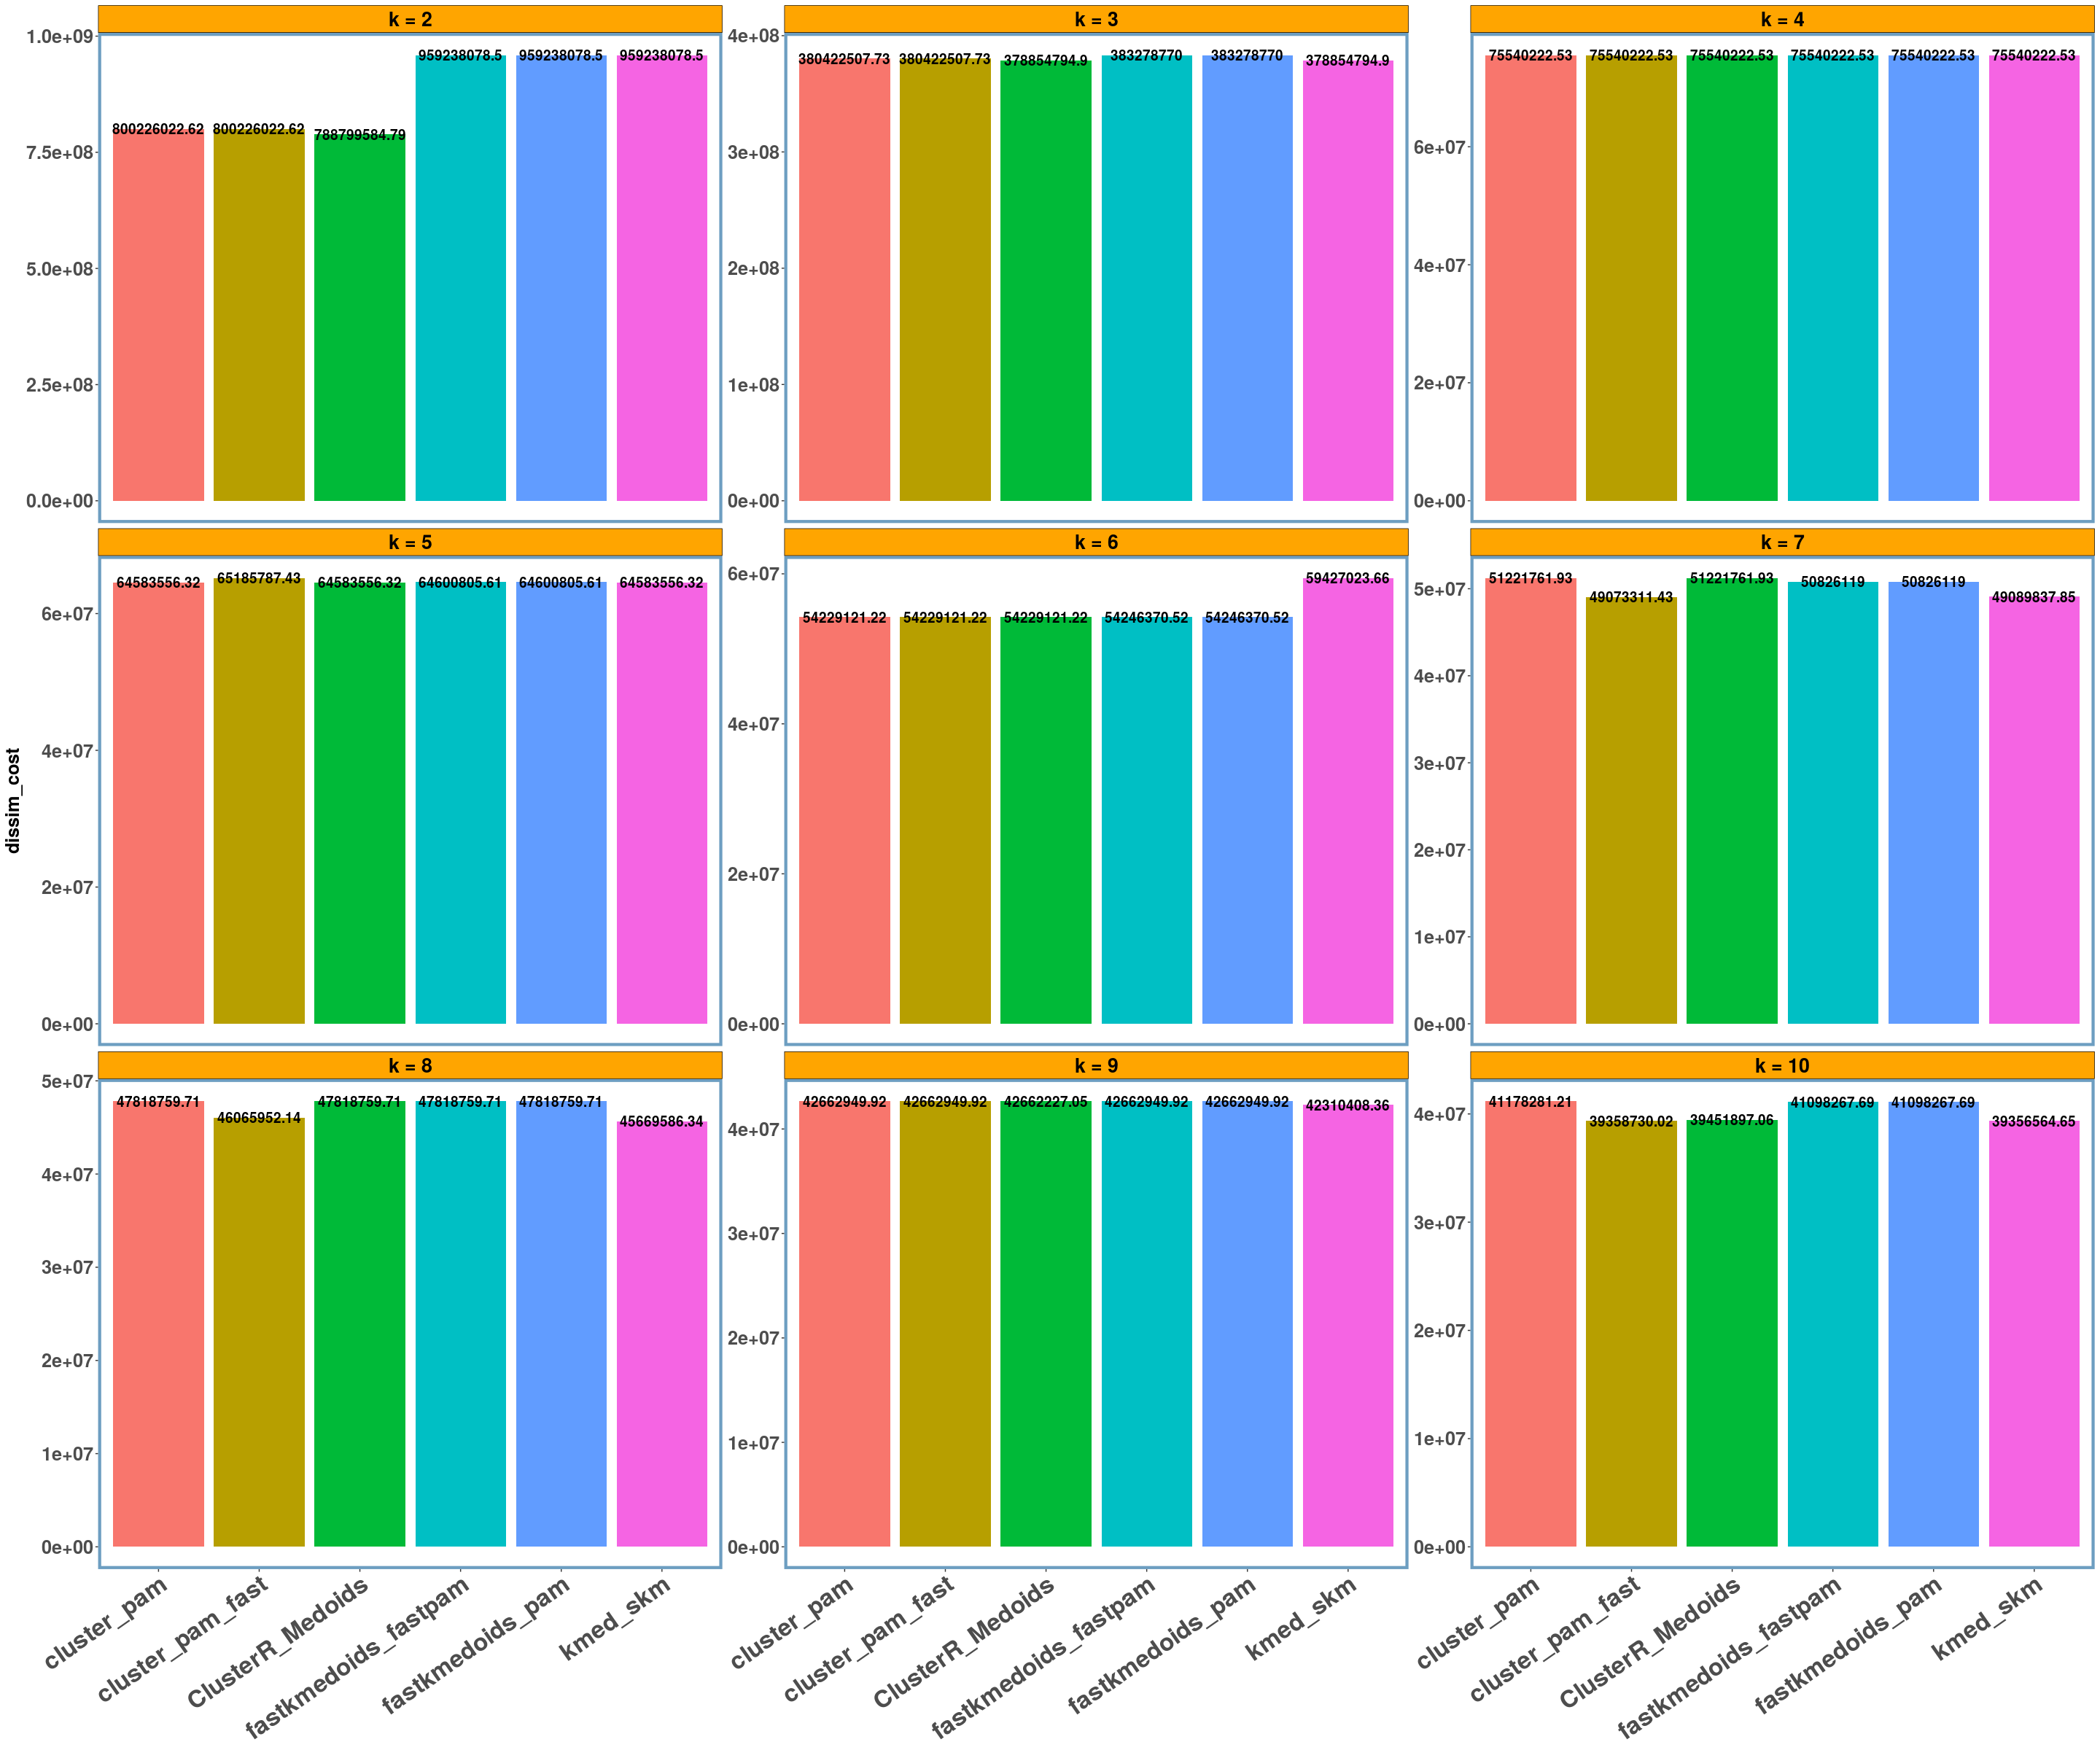 dissim_cost
k = 2
1.0e+09
7.5e+08
5.0e+08
2.5e+08
0.0e+00
800226022.62 800226022.62 788799584.79 959238078.5 959238078.5 959238078.5
k = 3
4e+08
3e+08
2e+08
1e+08
0e+00
380422507.73 380422507.73 378854794.9 383278770 383278770 378854794.9
k = 4
6e+07
4e+07
2e+07
0e+00
75540222.53 75540222.53 75540222.53 75540222.53 75540222.53 75540222.53
k = 5
6e+07
4e+07
2e+07
0e+00
64583556.32 65185787.43 64583556.32 64600805.61 64600805.61 64583556.32
k = 6
6e+07
4e+07
2e+07
0e+00
54229121.22 54229121.22 54229121.22 54246370.52 54246370.52 59427023.66
k = 7
5e+07
4e+07
3e+07
2e+07
1e+07
0e+00
51221761.93 49073311.43 51221761.93 50826119 50826119 49089837.85
k = 8
5e+07
4e+07
3e+07
2e+07
1e+07
0e+00
47818759.71 46065952.14 47818759.71 47818759.71 47818759.71 45669586.34
k = 9
4e+07
3e+07
2e+07
1e+07
0e+00
42662949.92 42662949.92 42662227.05 42662949.92 42662949.92 42310408.36
k = 10
4e+07
3e+07
2e+07
1e+07
0e+00
41178281.21 39358730.02 39451897.06 41098267.69 41098267.69 39356564.65
cluster_pam
cluster_pam_fast
ClusterR_Medoids
fastkmedoids_fastpam
fastkmedoids_pam
kmed_skm
cluster_pam
cluster_pam_fast
ClusterR_Medoids
fastkmedoids_fastpam
fastkmedoids_pam
kmed_skm
cluster_pam
cluster_pam_fast
ClusterR_Medoids
fastkmedoids_fastpam
fastkmedoids_pam
kmed_skm